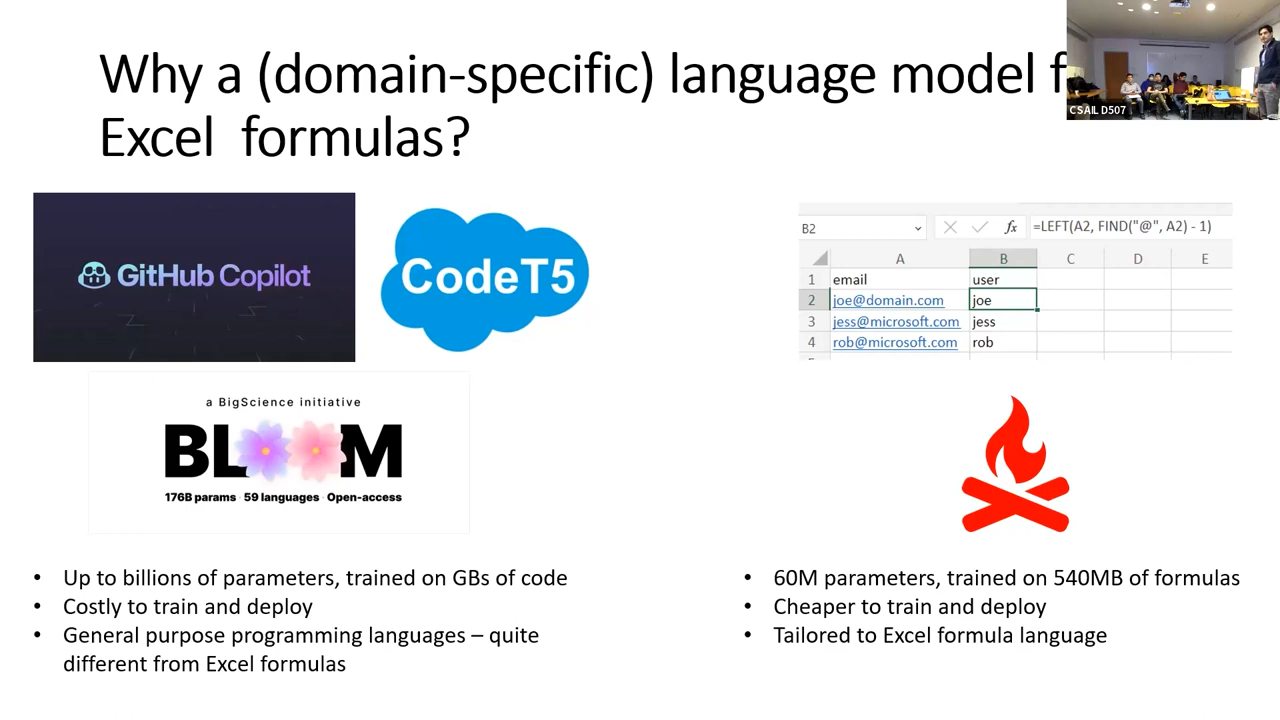 Why a (domain-specific) language model f
Excel formulas?
CSAIL D507
GitHub Copilot
CodeT5
a BigScience initiative
BLOOM
176B params · 59 languages · Open-access
B2
fx
=LEFT(A2, FIND("@", A2) - 1)
A B C D E
1 email user
2 joe@domain.com joe
3 jess@microsoft.com jess
4 rob@microsoft.com rob
• Up to billions of parameters, trained on GBs of code
• Costly to train and deploy
• General purpose programming languages – quite
different from Excel formulas
• 60M parameters, trained on 540MB of formulas
• Cheaper to train and deploy
• Tailored to Excel formula language